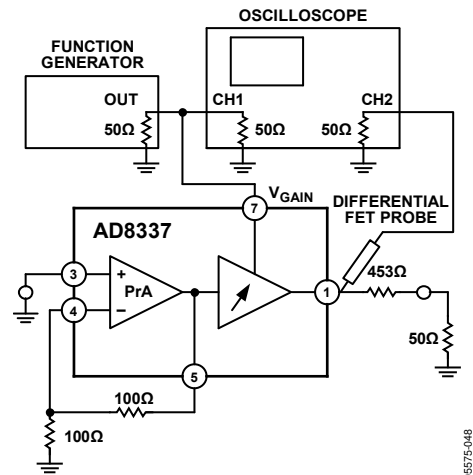 OSCILLOSCOPE
FUNCTION
GENERATOR
OUT
CH1
CH2
50Ω
50Ω
50Ω
VGAIN
7
DIFFERENTIAL
FET PROBE
AD8337
453Ω
3
+
PrA
4
–
1
50Ω
5
100Ω
100Ω
5575-048